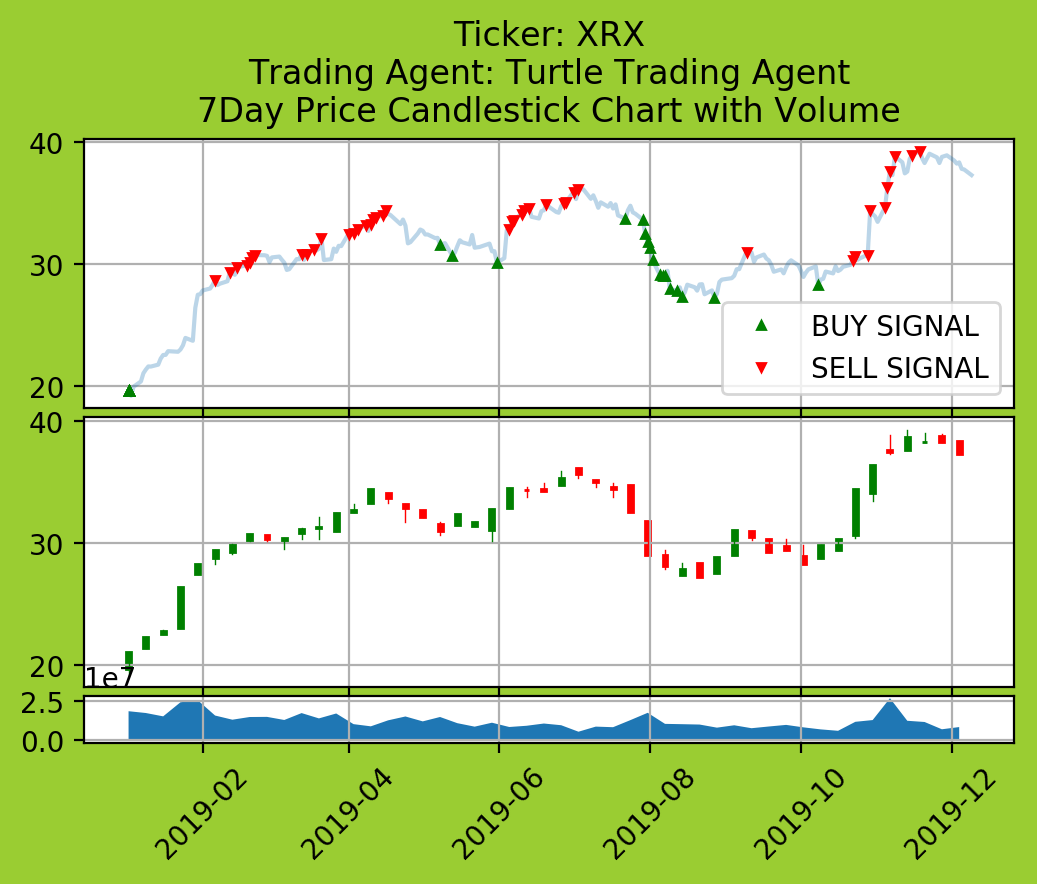 Ticker: XRX
Trading Agent: Turtle Trading Agent
7Day Price Candlestick Chart with Volume
40
30
20
BUY SIGNAL
SELL SIGNAL
40
30
20
1e7
2.5
0.0
2019-02
2019-04
2019-06
2019-08
2019-10
2019-12